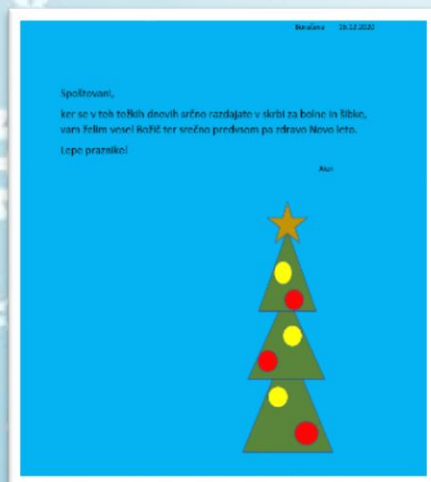 16.12.2020
Spoštovani,
ker se v teh težkih dnevih srčno razdajate v skrbi za bolne in šibke,
vam želim vesel Božič ter srečno predvsem pa zdravo Novo leto.
Lepe praznike!